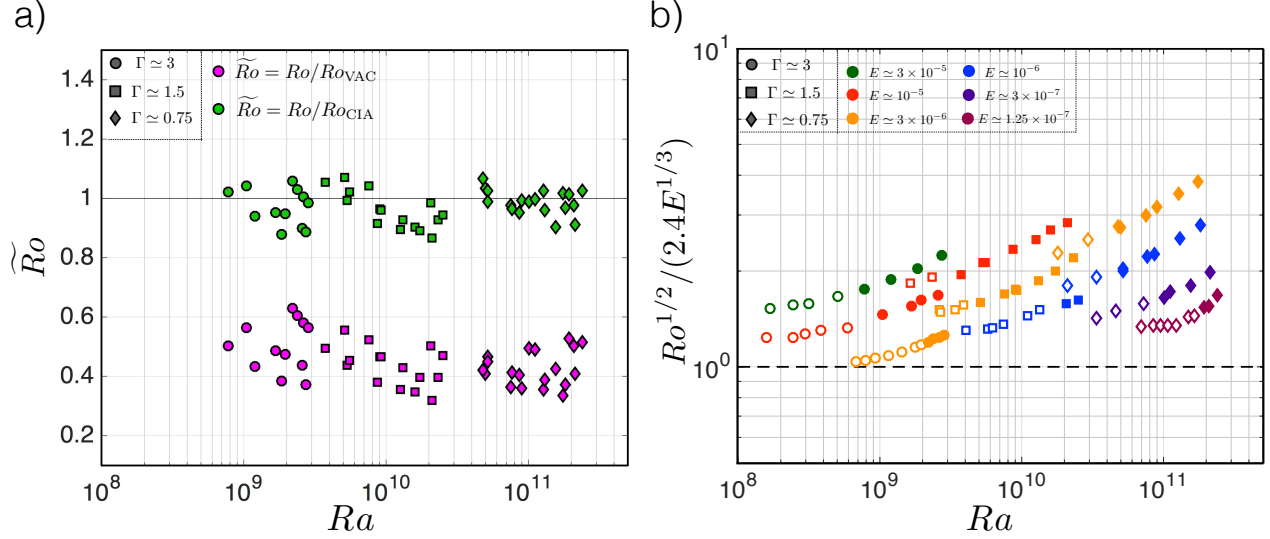 a)
Γ ≃ 3
Γ ≃ 1.5
Γ ≃ 0.75
R̃o = Ro/Ro_VAC
R̃o = Ro/Ro_CIA
1.4
1.2
1
0.8
0.6
0.4
0.2
R̃o
10^8
10^9
10^10
10^11
Ra
b)
Γ ≃ 3
Γ ≃ 1.5
Γ ≃ 0.75
E ≃ 3 × 10^-5
E ≃ 10^-5
E ≃ 3 × 10^-6
E ≃ 10^-6
E ≃ 3 × 10^-7
E ≃ 1.25 × 10^-7
10^1
10^0
Ro^1/2/(2.4E^1/3)
10^8
10^9
10^10
10^11
Ra